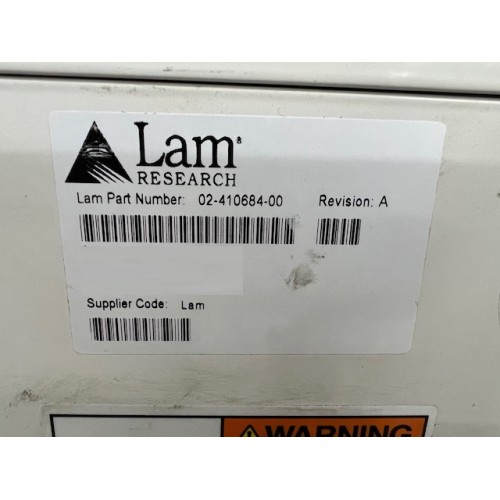 Lam®
RESEARCH
Lam Part Number: 02-410684-00 Revision: A
Supplier Code: Lam
WARNING